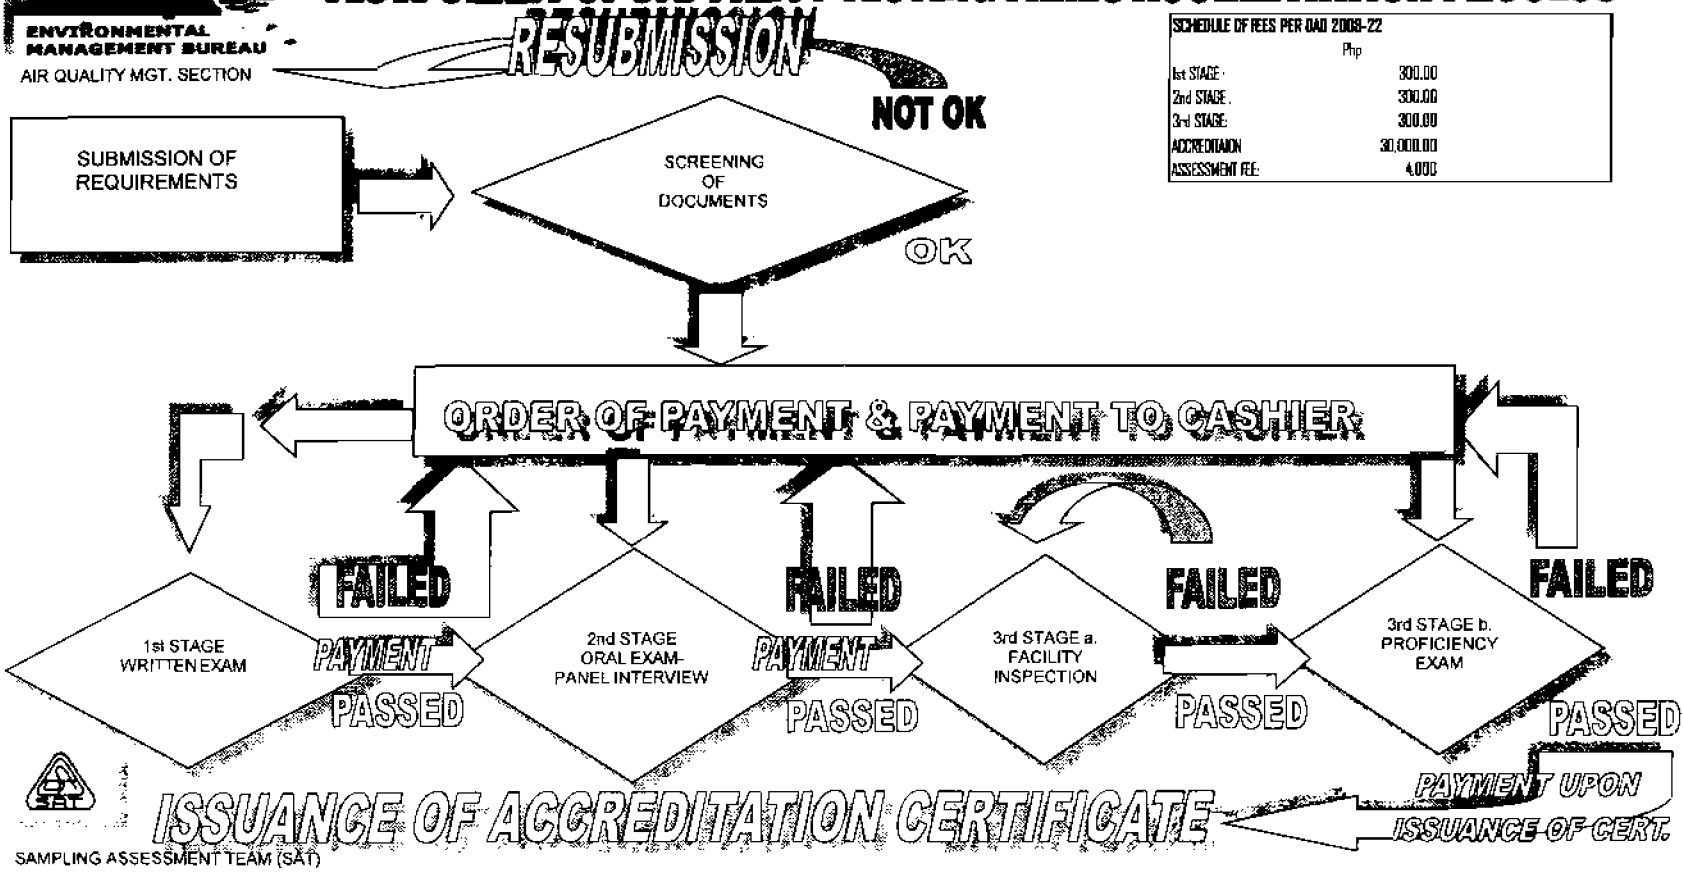 ENVIRONMENTAL
MANAGEMENT BUREAU
AIR QUALITY MGT. SECTION
RESUBMISSION
NOT OK
SCHEDULE OF FEES PER DAO 2008-22
Php
1st STAGE :
300.00
2nd STAGE .
300.00
3rd STAGE:
300.00
ACCREDITAION
30,000.00
ASSESSMENT FEE:
4.000
SUBMISSION OF
REQUIREMENTS
SCREENING
OF
DOCUMENTS
OK
ORDER OF PAYMENT & PAYMENT TO CASHIER
FAILED
FAILED
FAILED
FAILED
1st STAGE
WRITTEN EXAM
PAYMENT
PASSED
2nd STAGE
ORAL EXAM-
PANEL INTERVIEW
PAYMENT
PASSED
3rd STAGE a.
FACILITY
INSPECTION
PASSED
3rd STAGE b.
PROFICIENCY
EXAM
PASSED
PAYMENT UPON
ISSUANCE OF CERT.
ISSUANCE OF ACCREDITATION CERTIFICATE
SAT
SAMPLING ASSESSMENT TEAM (SAT)